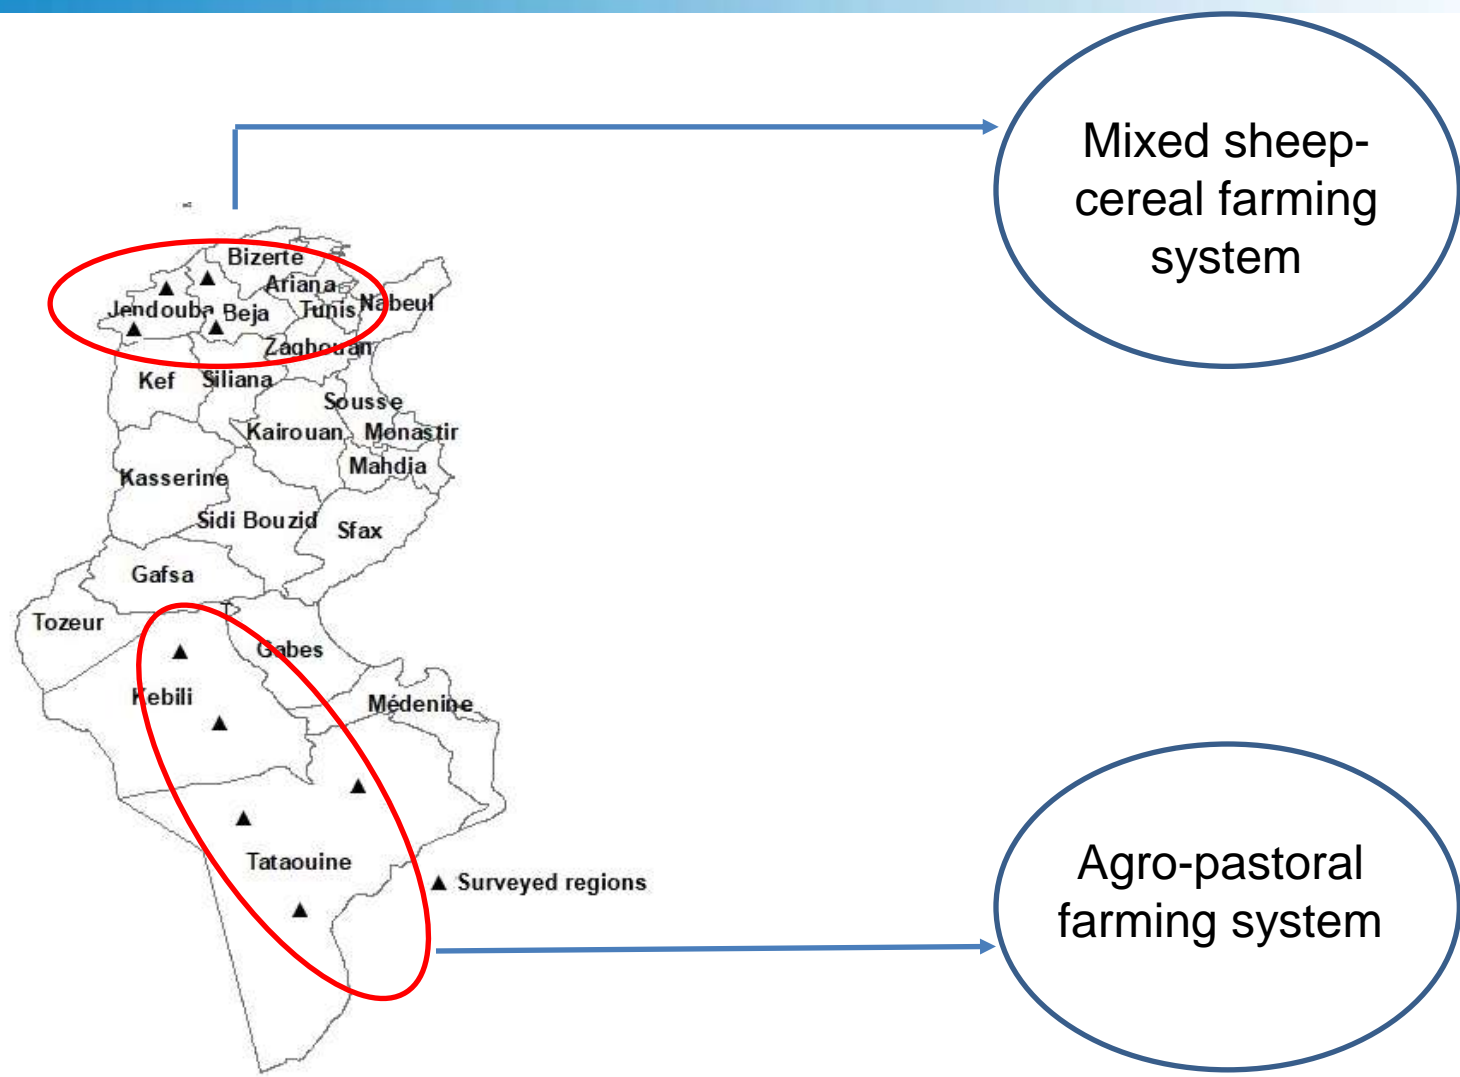 Mixed sheep-
cereal farming
system
Bizerte
Ariana
Jendouba
Beja
Tunis
Nabeul
Zaghouan
Kef
Siliana
Sousse
Kairouan
Monastir
Mahdia
Kasserine
Sidi Bouzid
Sfax
Gafsa
Tozeur
T
Gabes
Kebili
Médenine
Tataouine
▲ Surveyed regions
Agro-pastoral
farming system